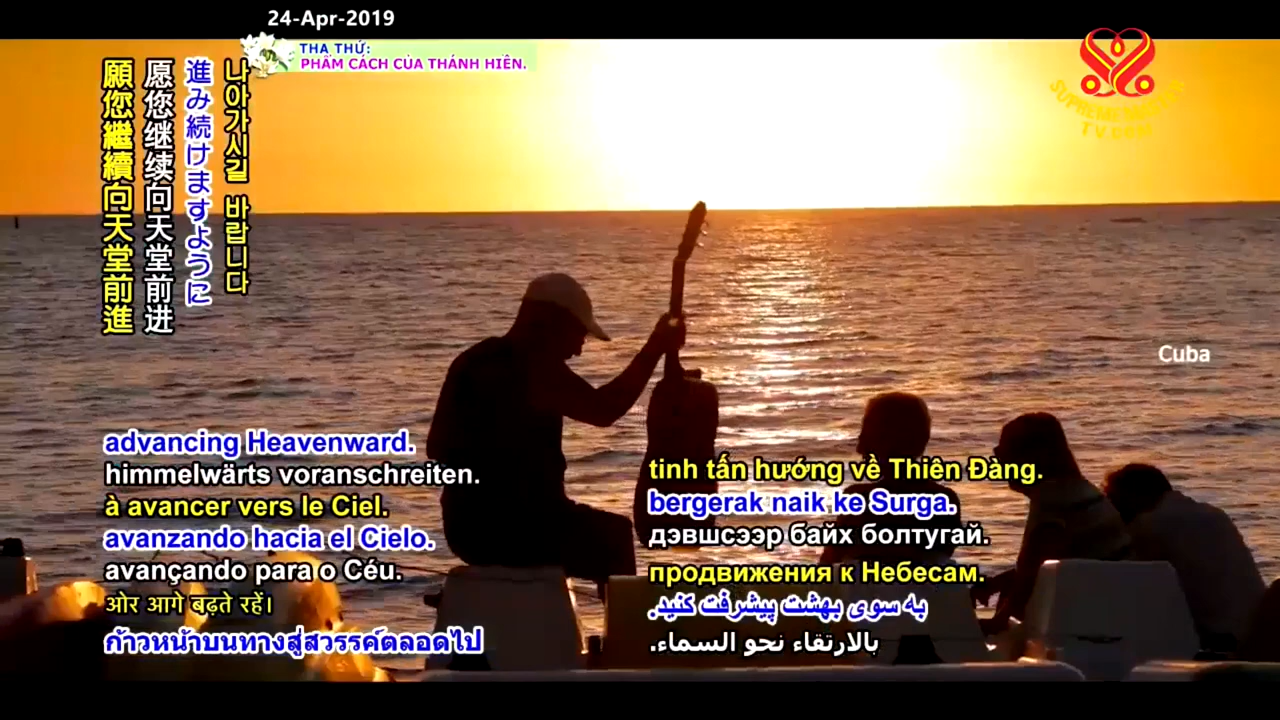 24-Apr-2019
THA THỨ:
PHẨM CÁCH CỦA THÁNH HIỀN.
SUPREME MASTER
TV.COM
願您繼續向天堂前進
愿您继续向天堂前进
進み続けますように
나아가시길 바랍니다
Cuba
advancing Heavenward.
himmelwärts voranschreiten.
à avancer vers le Ciel.
avanzando hacia el Cielo.
avançando para o Céu.
ओर आगे बढ़ते रहें।
ก้าวหน้าบนทางสู่สวรรค์ตลอดไป
tinh tấn hướng về Thiên Đàng.
bergerak naik ke Surga.
дэвшсээр байх болтугай.
продвижения к Небесам.
به سوی بهشت پیشرفت کنید.
بالارتقاء نحو السماء.